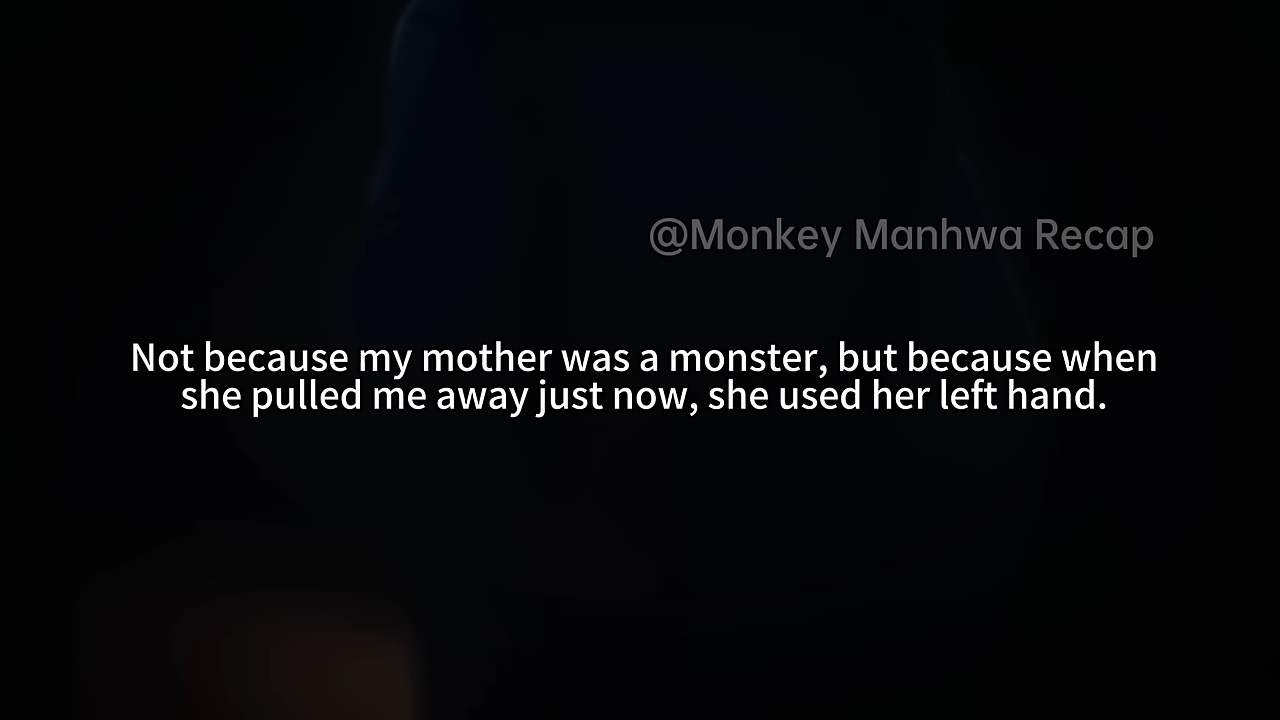 @Monkey Manhwa Recap
Not because my mother was a monster, but because when
she pulled me away just now, she used her left hand.